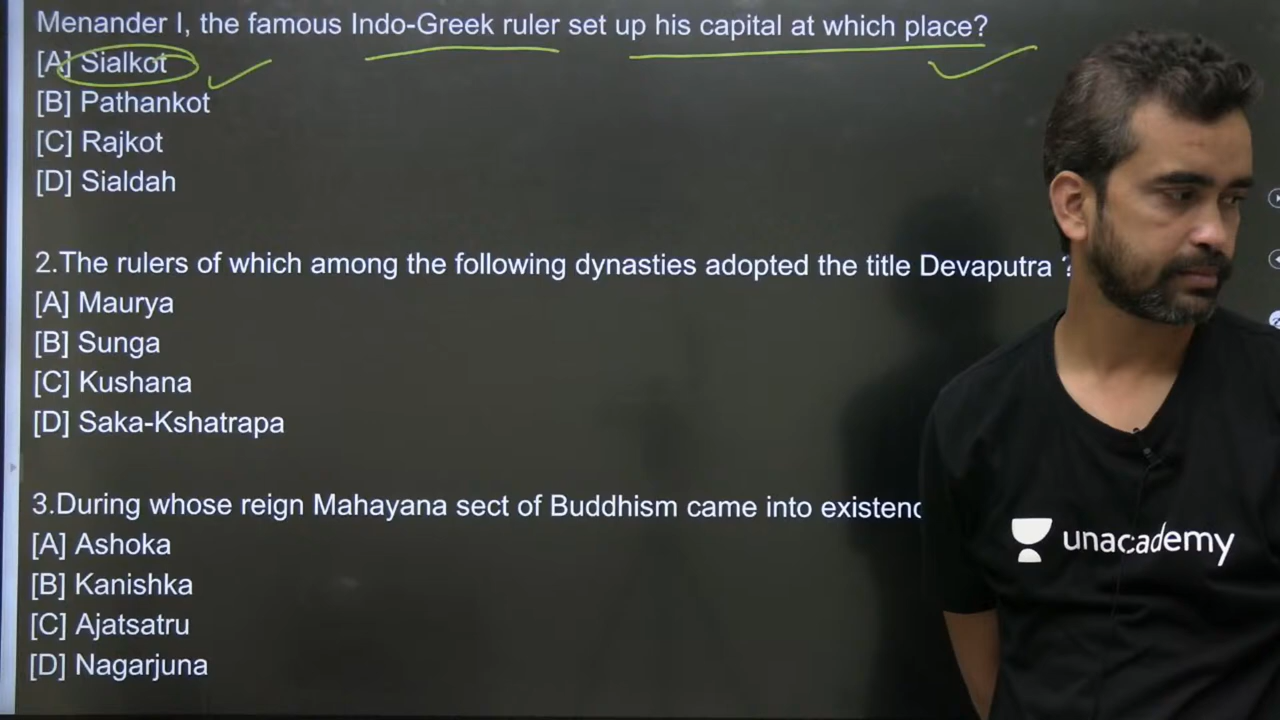 Menander I, the famous Indo-Greek ruler set up his capital at which place?
[A] Sialkot
[B] Pathankot
[C] Rajkot
[D] Sialdah
2.The rulers of which among the following dynasties adopted the title Devaputra ?
[A] Maurya
[B] Sunga
[C] Kushana
[D] Saka-Kshatrapa
3.During whose reign Mahayana sect of Buddhism came into existenc
[A] Ashoka
[B] Kanishka
[C] Ajatsatru
[D] Nagarjuna
unacademy